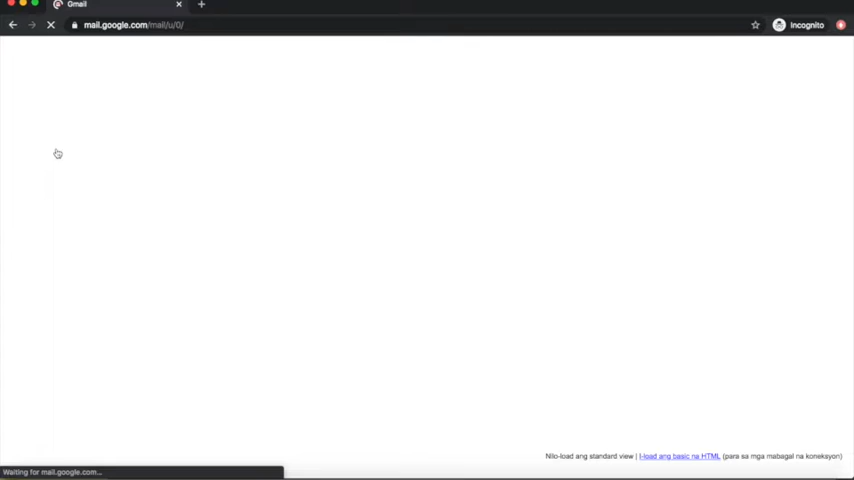 Gmail
mail.google.com/mail/u/0/
Incognito
Nilo-load ang standard view | I-load ang basic na HTML (para sa mga mabagal na koneksyon)
Waiting for mail.google.com...